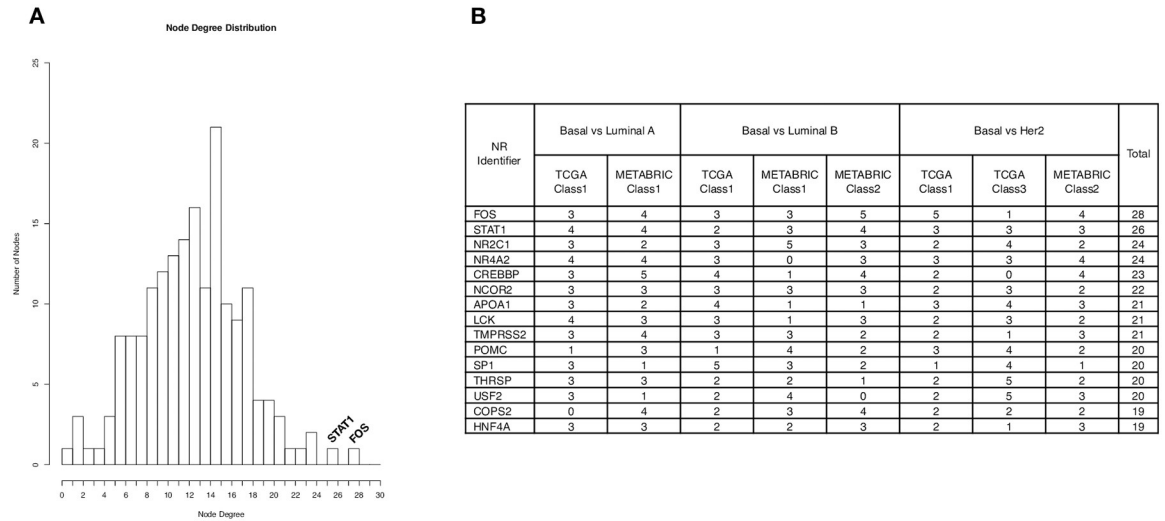 A
Node Degree Distribution
Number of Nodes
25
20
15
10
5
0
STAT1
FOS
0 2 4 6 8 10 12 14 16 18 20 22 24 26 28 30
Node Degree
B
NR Identifier Basal vs Luminal A Basal vs Luminal B Basal vs Her2 Total
TCGA Class1 METABRIC Class1 TCGA Class1 METABRIC Class1 METABRIC Class2 TCGA Class1 TCGA Class3 METABRIC Class2
FOS 3 4 3 3 5 5 1 4 28
STAT1 4 4 2 3 4 3 3 3 26
NR2C1 3 2 3 5 3 2 4 2 24
NR4A2 4 4 3 0 3 3 3 4 24
CREBBP 3 5 4 1 4 2 0 4 23
NCOR2 3 3 3 3 3 2 3 2 22
APOA1 3 2 4 1 1 3 4 3 21
LCK 4 3 3 1 3 2 3 2 21
TMPRSS2 3 4 3 3 2 2 1 3 21
POMC 1 3 1 4 2 3 4 2 20
SP1 3 1 5 3 2 1 4 1 20
THRSP 3 3 2 2 1 2 5 2 20
USF2 3 1 2 4 0 2 5 3 20
COPS2 0 4 2 3 4 2 2 2 19
HNF4A 3 3 2 2 3 2 1 3 19